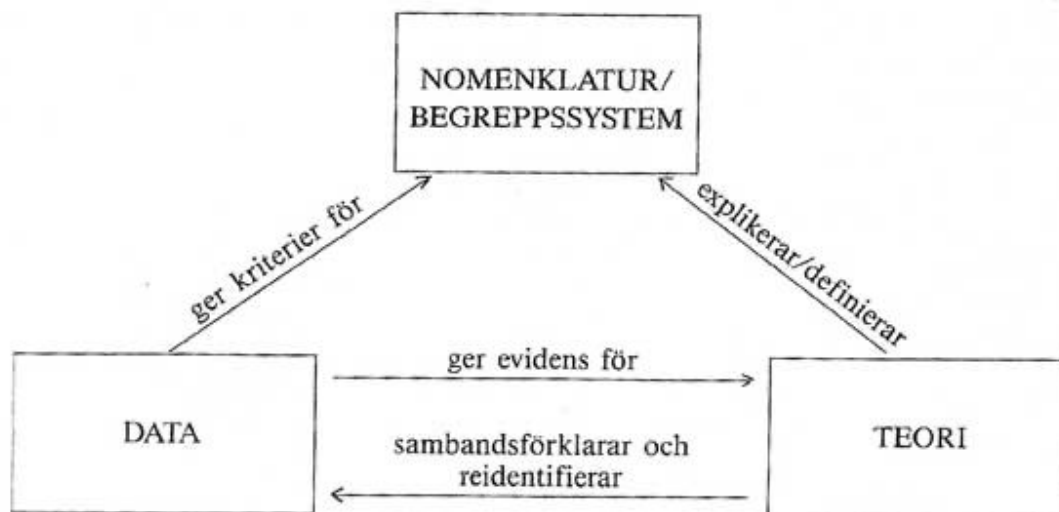 NOMENKLATUR/
BEGREPPSSYSTEM
ger kriterier för
explikerar/definierar
ger evidens för
DATA
sambandsförklarar och
reidentifierar
TEORI